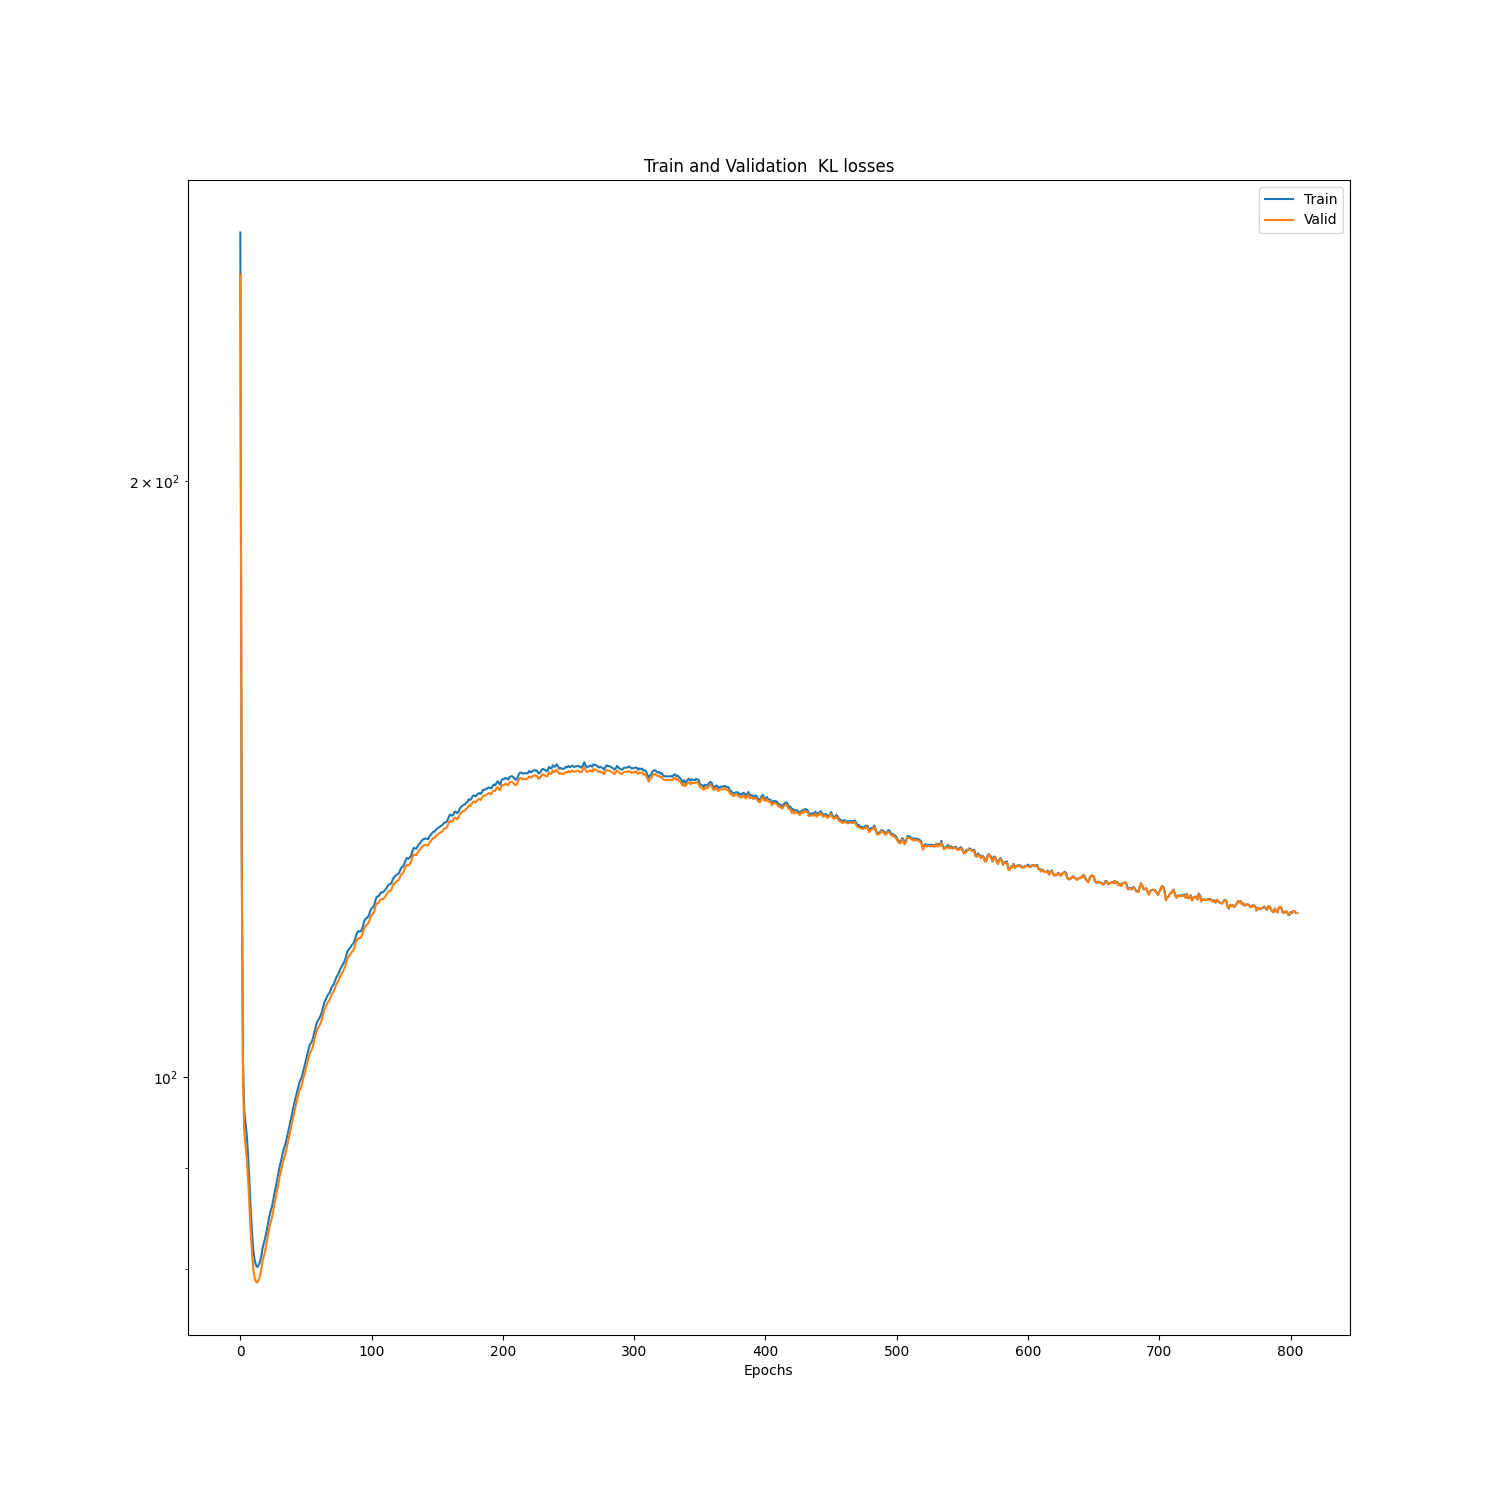 Train and Validation  KL losses
Train
Valid
2 × 10²
10²
0 100 200 300 400 500 600 700 800
Epochs